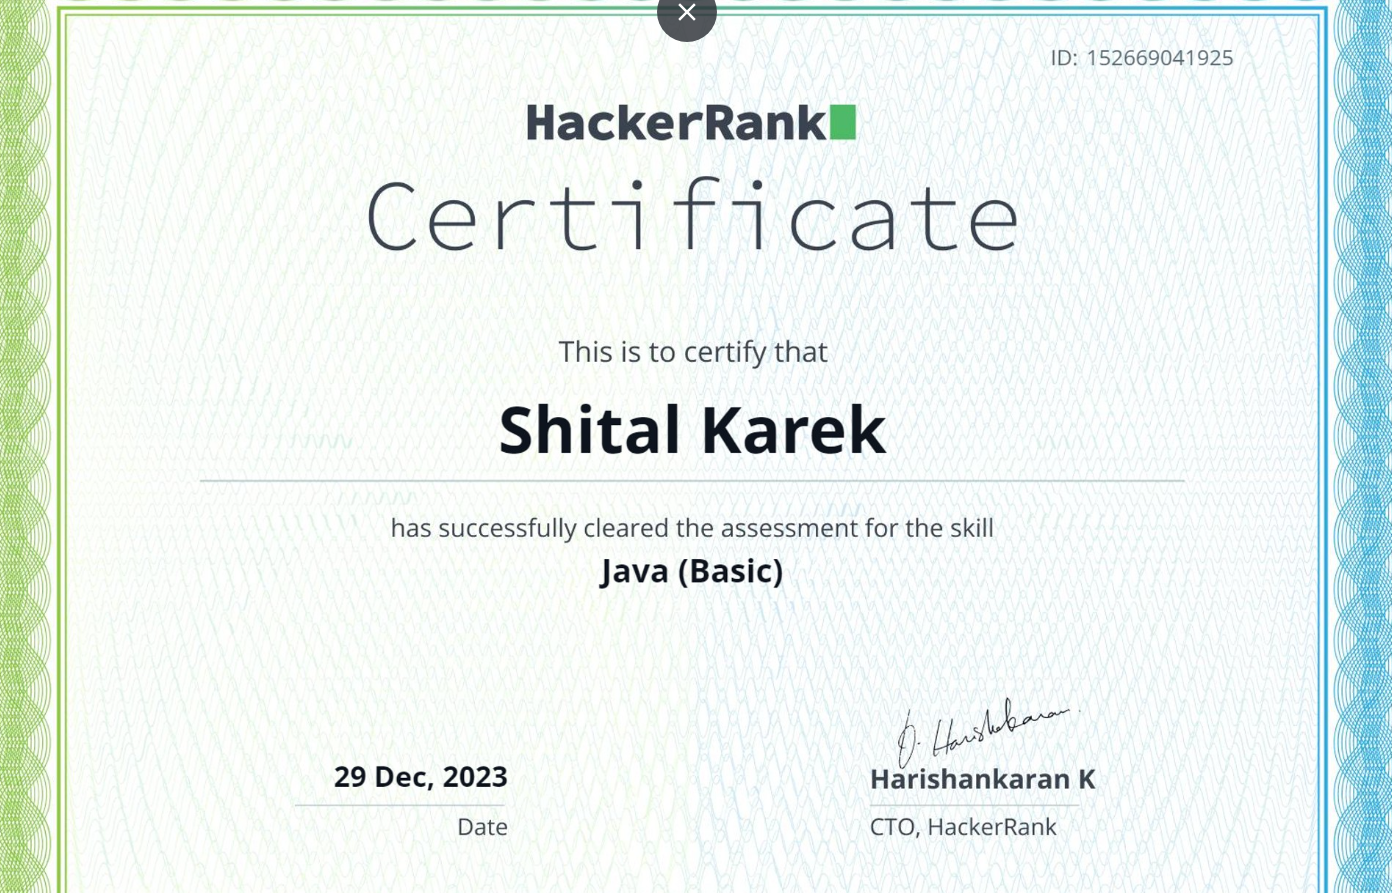 ID: 152669041925
HackerRank
Certificate
This is to certify that
Shital Karek
has successfully cleared the assessment for the skill
Java (Basic)
29 Dec, 2023
Date
Harishankaran K
CTO, HackerRank